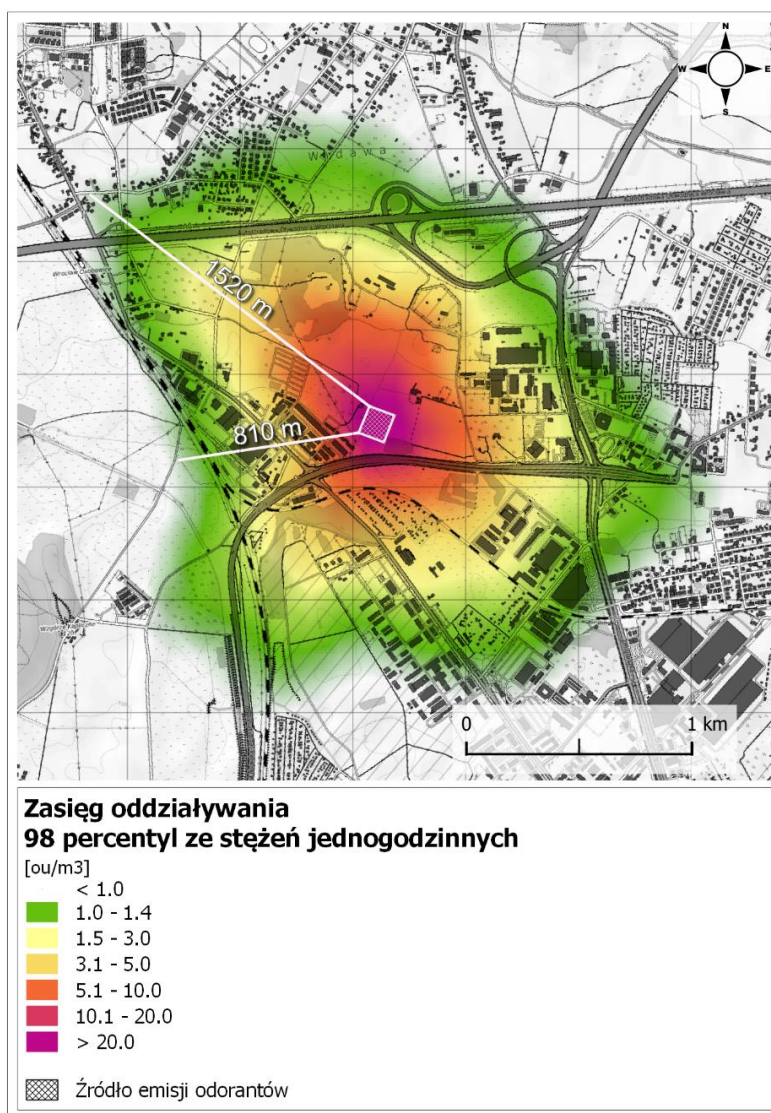 N
W E
S
Widawa
1520 m
810 m
0 1 km
Zasięg oddziaływania
98 percentyl ze stężeń jednogodzinnych
[ou/m3]
< 1.0
1.0 - 1.4
1.5 - 3.0
3.1 - 5.0
5.1 - 10.0
10.1 - 20.0
> 20.0
Źródło emisji odorantów